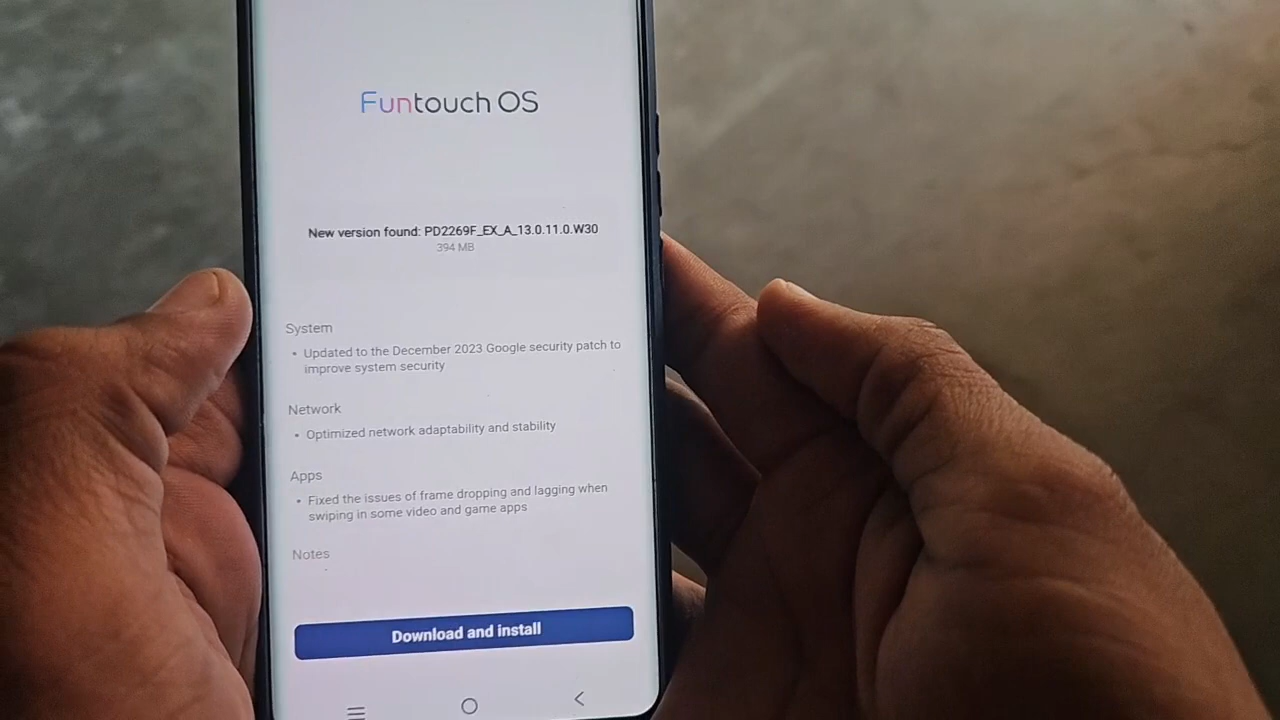 Funtouch OS
New version found: PD2269F_EX_A_13.0.11.0.W30
394 MB
System
• Updated to the December 2023 Google security patch to
improve system security
Network
• Optimized network adaptability and stability
Apps
• Fixed the issues of frame dropping and lagging when
swiping in some video and game apps
Notes
Download and install